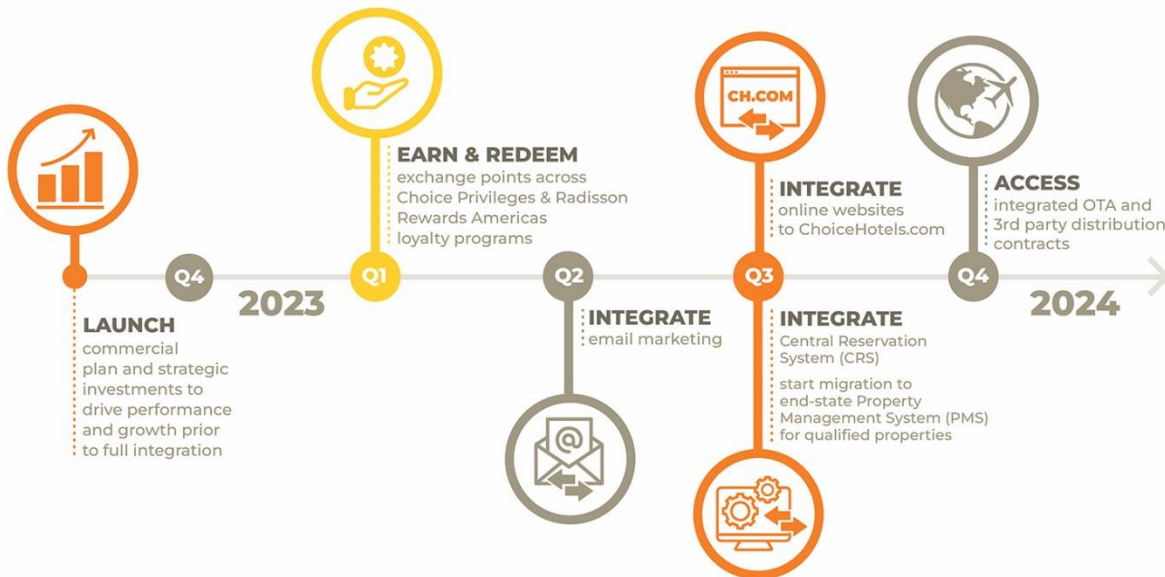 CH.COM
EARN & REDEEM
exchange points across
Choice Privileges & Radisson
Rewards Americas
loyalty programs
INTEGRATE
online websites
to ChoiceHotels.com
ACCESS
integrated OTA and
3rd party distribution
contracts
Q4
2023
Q1
Q2
Q3
Q4
2024
LAUNCH
commercial
plan and strategic
investments to
drive performance
and growth prior
to full integration
INTEGRATE
email marketing
@
INTEGRATE
Central Reservation
System (CRS)
start migration to
end-state Property
Management System (PMS)
for qualified properties